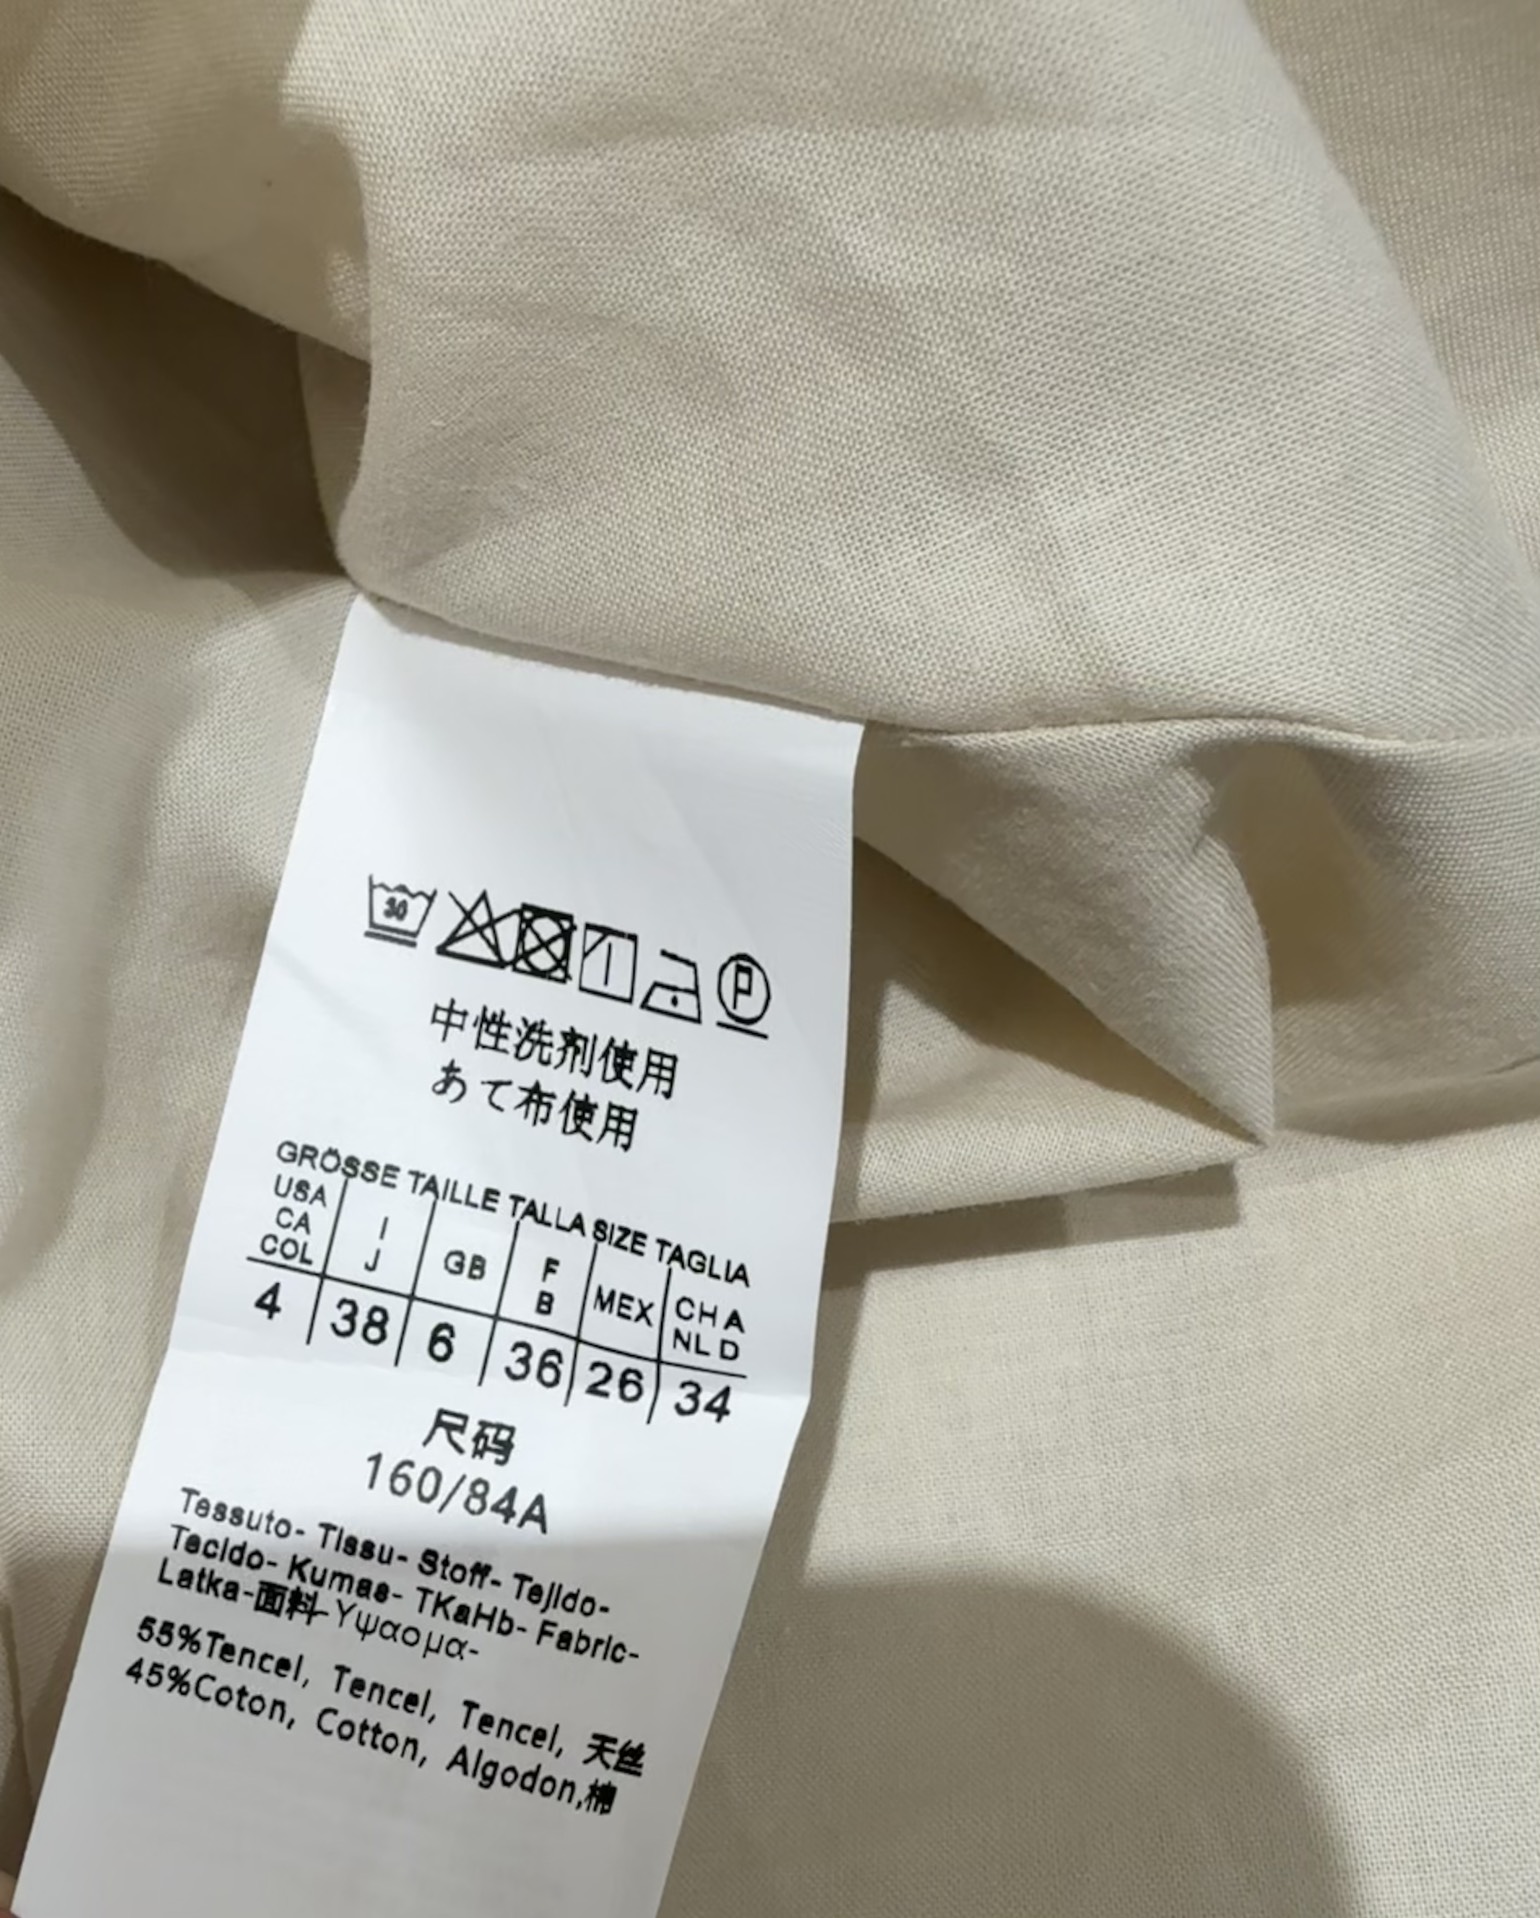 30 P
中性洗剂使用
あて布使用
GRÖSSE TAILLE TALLA SIZE TAGLIA
USA CA COL | I J | GB | F B | MEX | CH A NL D
4 | 38 | 6 | 36 | 26 | 34
尺码
160/84A
Tessuto- Tissu- Stoff- Tejido-
Tecido- Kumas- TKaHb- Fabric-
Latka-面料-Υψαομα-
55%Tencel, Tencel, Tencel, 天丝
45%Coton, Cotton, Algodon,棉